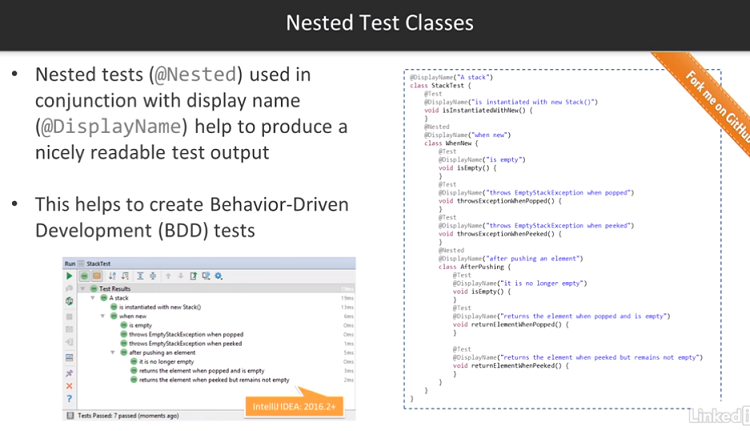 Nested Test Classes
• Nested tests (@Nested) used in
conjunction with display name
(@DisplayName) help to produce a
nicely readable test output
• This helps to create Behavior-Driven
Development (BDD) tests
Run StackTest
Test Results
A stack 19ms
is instantiated with new Stack() 13ms
when new 6ms
is empty 0ms
throws EmptyStackException when popped 0ms
throws EmptyStackException when peeked 1ms
after pushing an element 5ms
it is no longer empty 0ms
returns the element when popped and is empty 3ms
returns the element when peeked but remains not empty 2ms
IntelliJ IDEA: 2016.2+
Tests Passed: 7 passed (moments ago)
@DisplayName("A stack")
class StackTest {
@Test
@DisplayName("is instantiated with new Stack()")
void isInstantiatedWithNew() {
}
@Nested
@DisplayName("when new")
class WhenNew {
@Test
@DisplayName("is empty")
void isEmpty() {
}
@Test
@DisplayName("throws EmptyStackException when popped")
void throwsExceptionWhenPopped() {
}
@Test
@DisplayName("throws EmptyStackException when peeked")
void throwsExceptionWhenPeeked() {
}
@Nested
@DisplayName("after pushing an element")
class AfterPushing {
@Test
@DisplayName("it is no longer empty")
void isEmpty() {
}
@Test
@DisplayName("returns the element when popped and is empty")
void returnElementWhenPopped() {
}
@Test
@DisplayName("returns the element when peeked but remains not empty")
void returnElementWhenPeeked() {
}
}
}
}
Fork me on GitHub
Linked